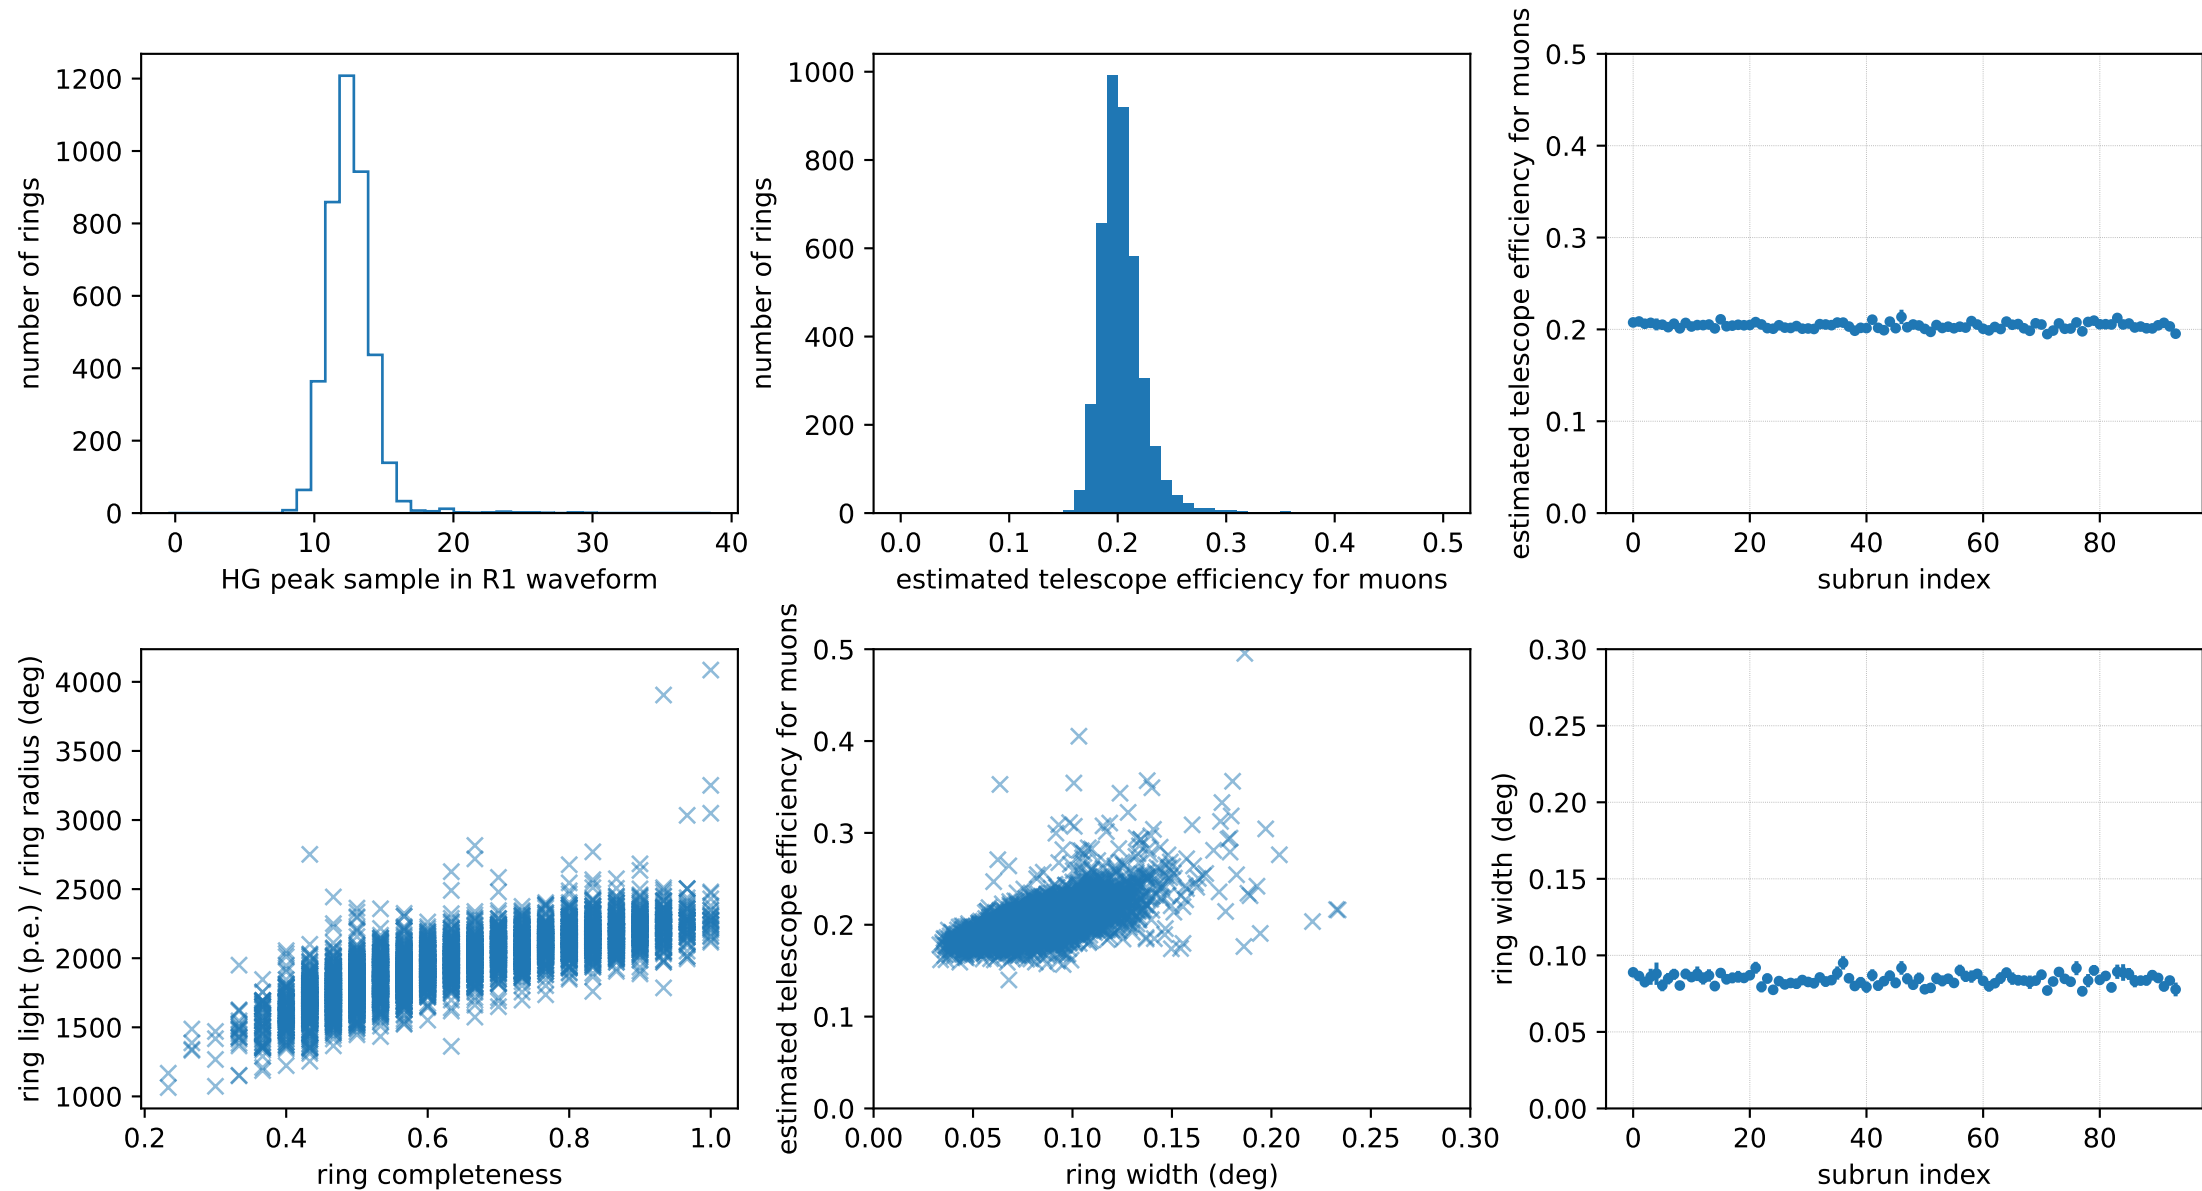 number of rings
1200
1000
800
600
400
200
0
0 10 20 30 40
HG peak sample in R1 waveform
number of rings
1000
800
600
400
200
0
0.0 0.1 0.2 0.3 0.4 0.5
estimated telescope efficiency for muons
estimated telescope efficiency for muons
0.5
0.4
0.3
0.2
0.1
0.0
0 20 40 60 80
subrun index
ring light (p.e.) / ring radius (deg)
4000
3500
3000
2500
2000
1500
1000
0.2 0.4 0.6 0.8 1.0
ring completeness
estimated telescope efficiency for muons
0.5
0.4
0.3
0.2
0.1
0.0
0.00 0.05 0.10 0.15 0.20 0.25 0.30
ring width (deg)
ring width (deg)
0.30
0.25
0.20
0.15
0.10
0.05
0.00
0 20 40 60 80
subrun index